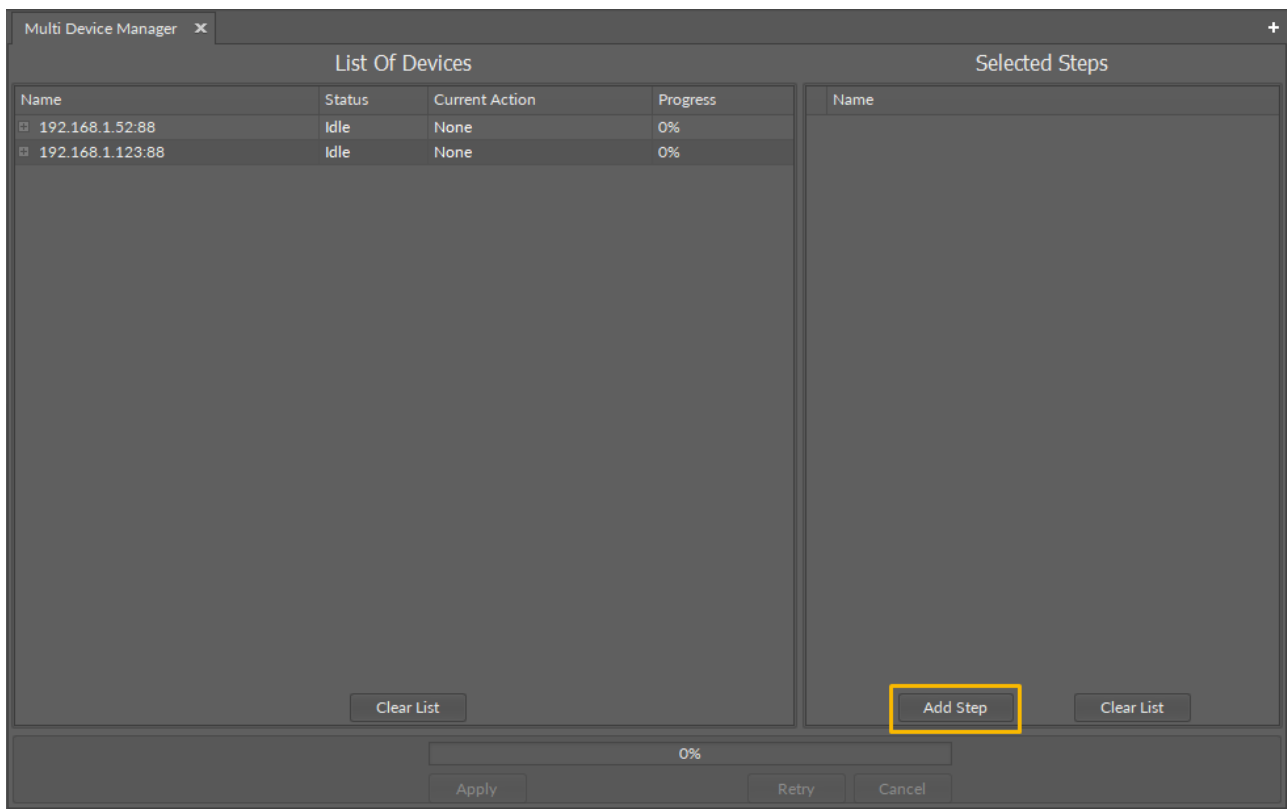 Multi Device Manager x +
List Of Devices
Selected Steps
Name Status Current Action Progress
Name
192.168.1.52:88 Idle None 0%
192.168.1.123:88 Idle None 0%
Clear List
Add Step Clear List
0%
Apply Retry Cancel